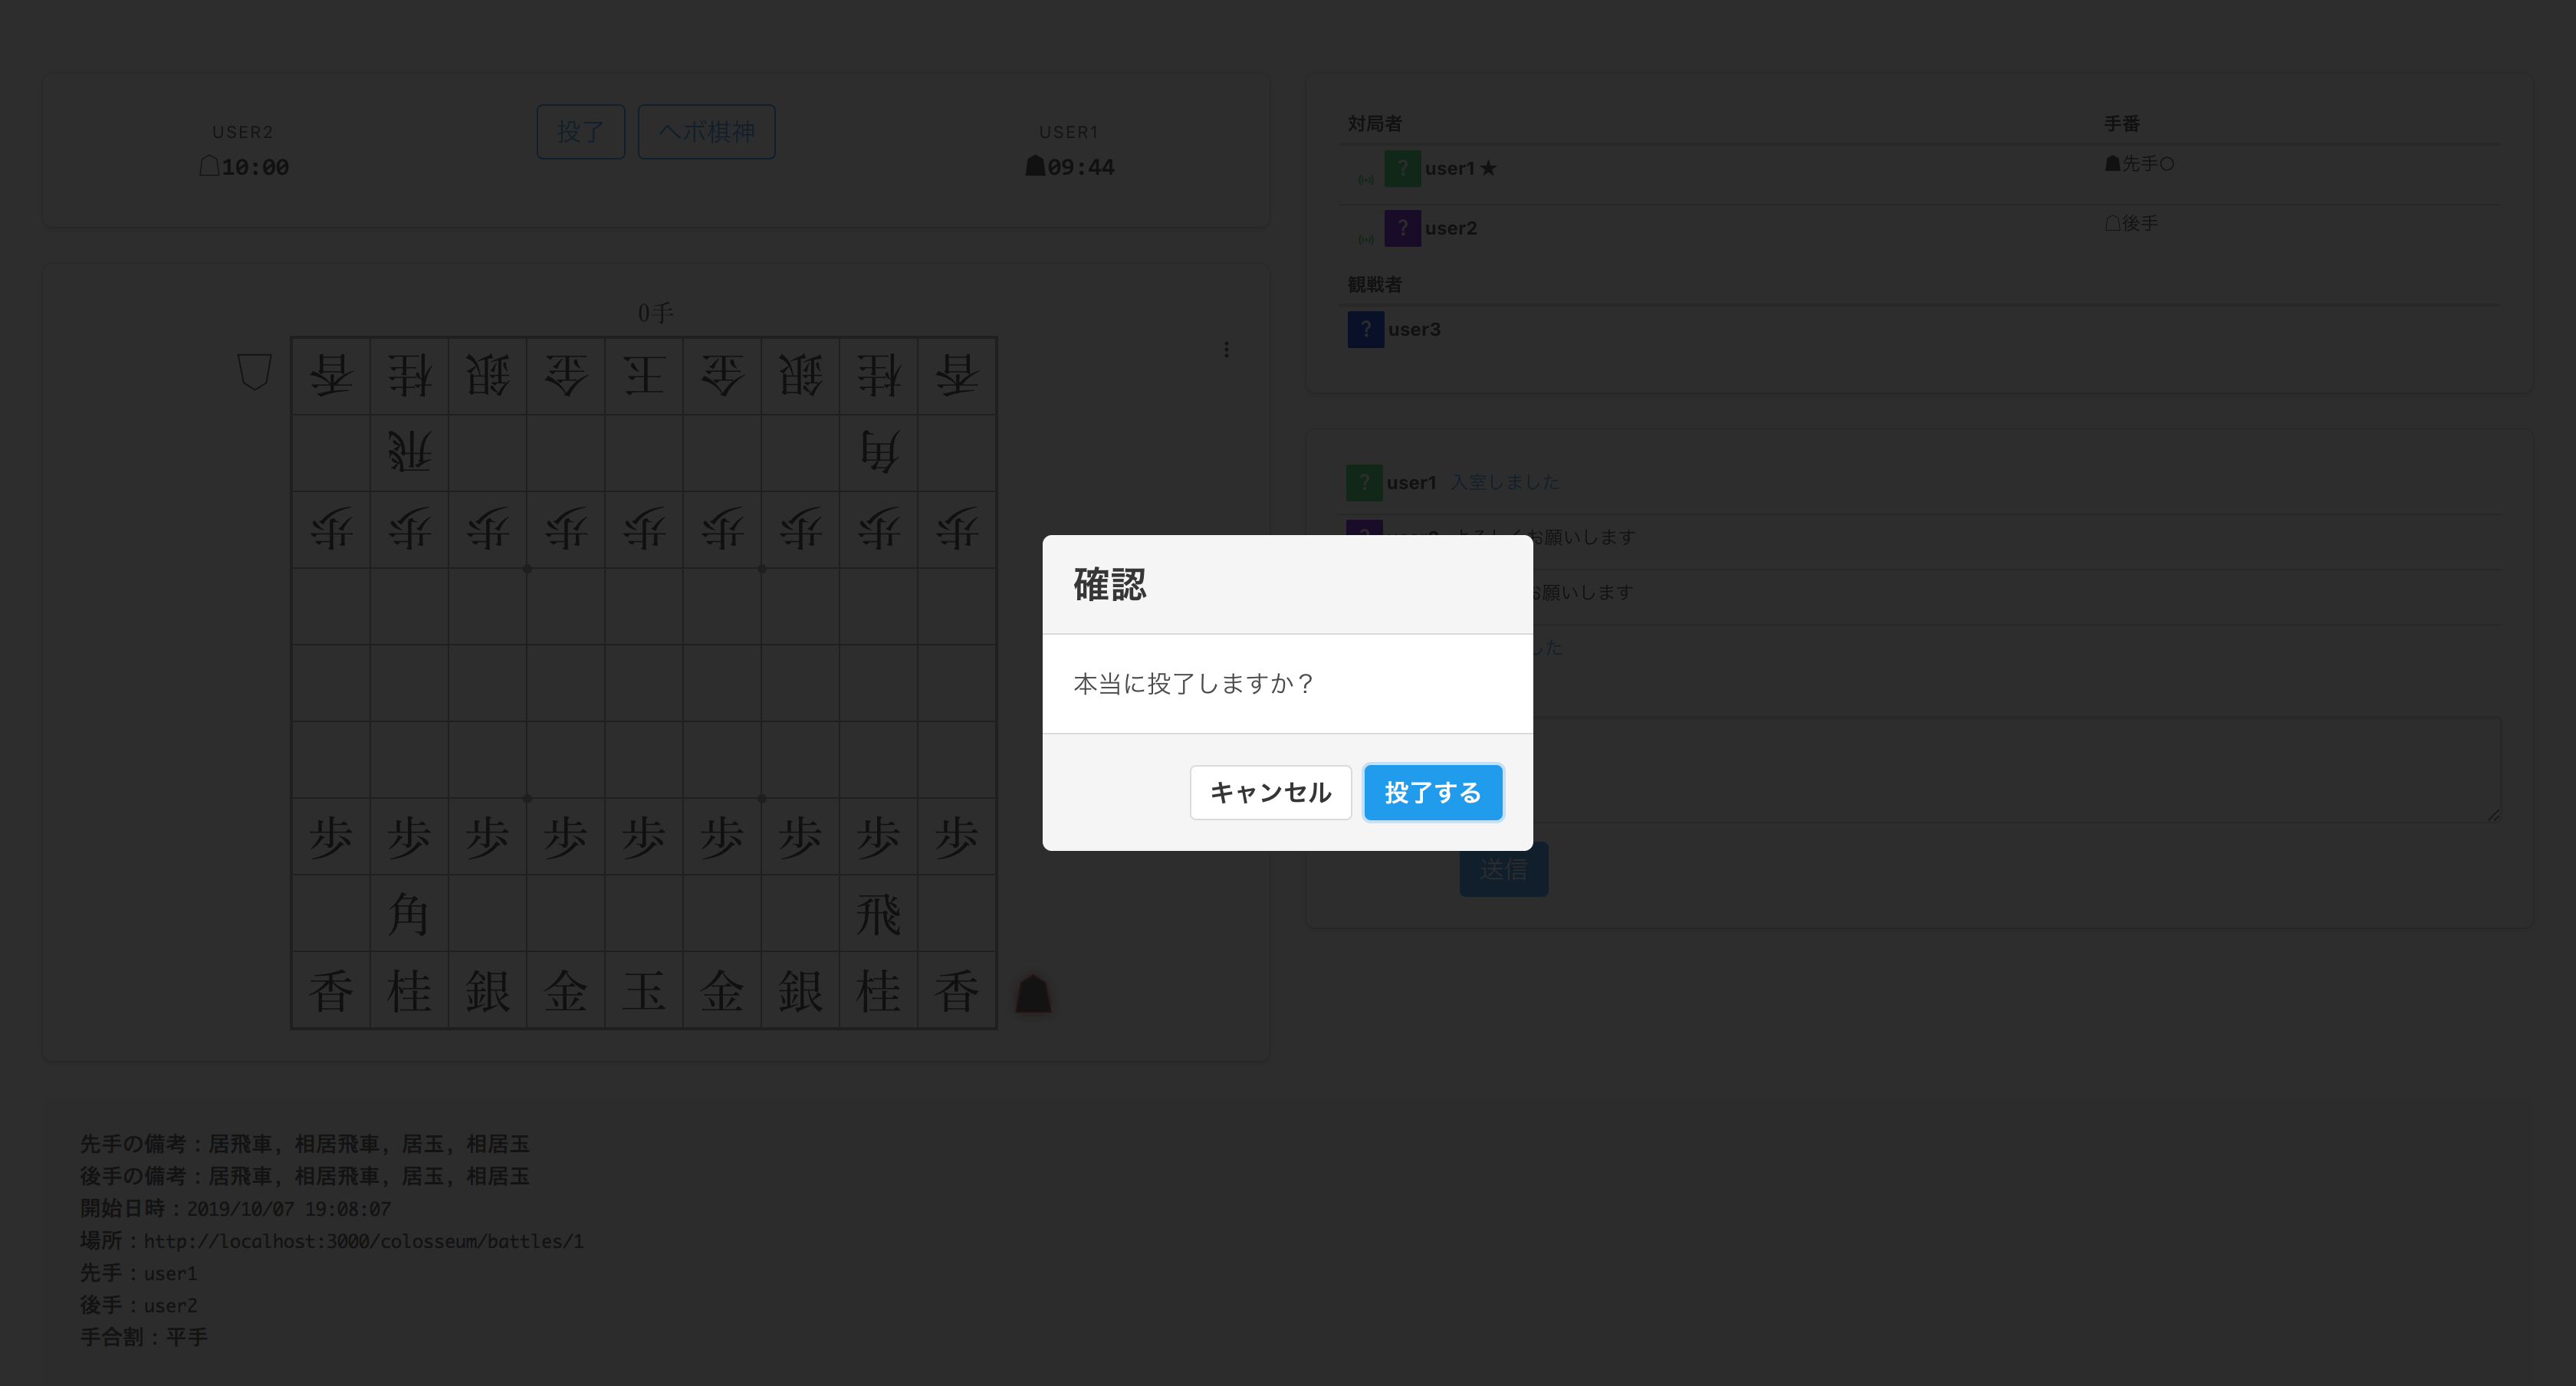 USER2
10:00
投了
ヘボ棋神
USER1
09:44
0手
香桂銀金玉金銀桂香
飛角
歩歩歩歩歩歩歩歩歩
歩歩歩歩歩歩歩歩歩
角飛
香桂銀金玉金銀桂香
対局者 手番
? user1★ ☗先手○
? user2 ☖後手
観戦者
? user3
? user1 入室しました
お願いします
お願いします
した
送信
確認
本当に投了しますか？
キャンセル
投了する
先手の備考：居飛車, 相居飛車, 居玉, 相居玉
後手の備考：居飛車, 相居飛車, 居玉, 相居玉
開始日時：2019/10/07 19:08:07
場所：http://localhost:3000/colosseum/battles/1
先手：user1
後手：user2
手合割：平手